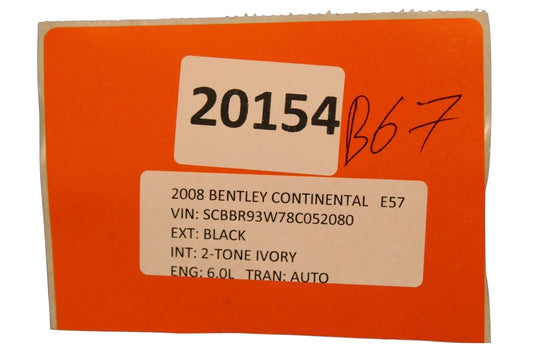 20154
B67
2008 BENTLEY CONTINENTAL E57
VIN: SCBBR93W78C052080
EXT: BLACK
INT: 2-TONE IVORY
ENG: 6.0L TRAN: AUTO